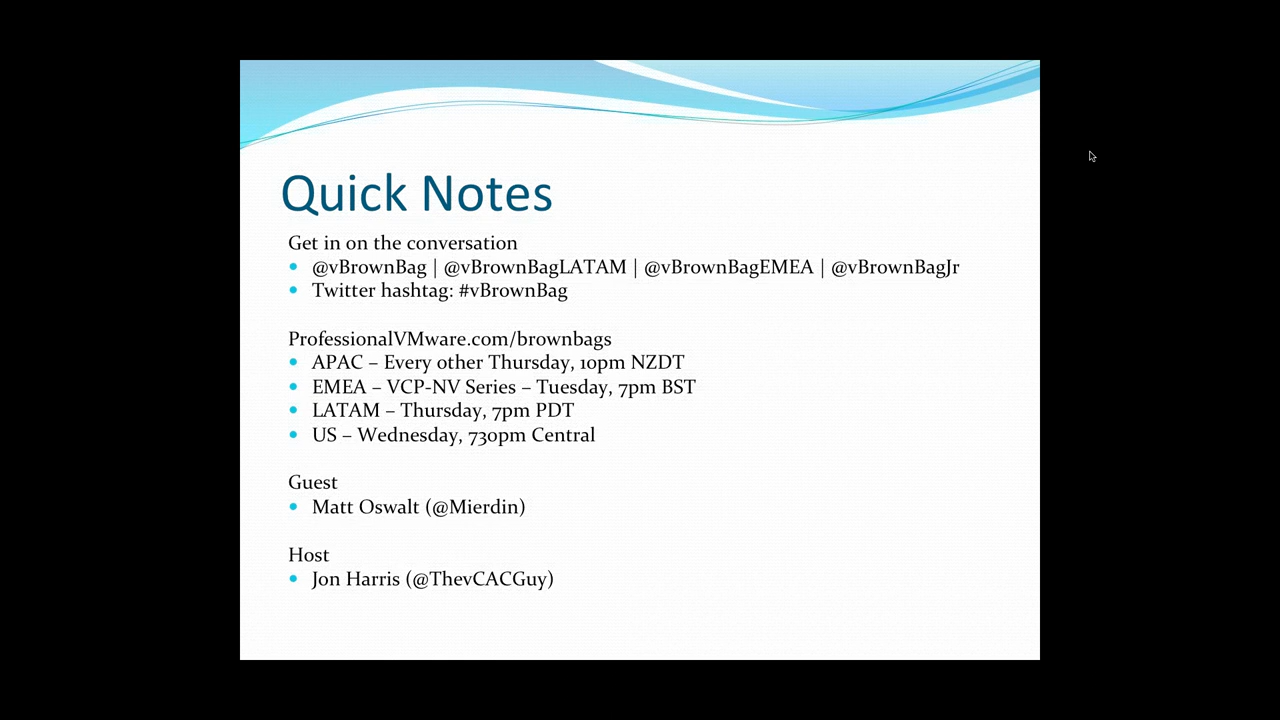 Quick Notes
Get in on the conversation
• @vBrownBag | @vBrownBagLATAM | @vBrownBagEMEA | @vBrownBagJr
• Twitter hashtag: #vBrownBag
ProfessionalVMware.com/brownbags
• APAC – Every other Thursday, 10pm NZDT
• EMEA – VCP-NV Series – Tuesday, 7pm BST
• LATAM – Thursday, 7pm PDT
• US – Wednesday, 730pm Central
Guest
• Matt Oswalt (@Mierdin)
Host
• Jon Harris (@ThevCACGuy)